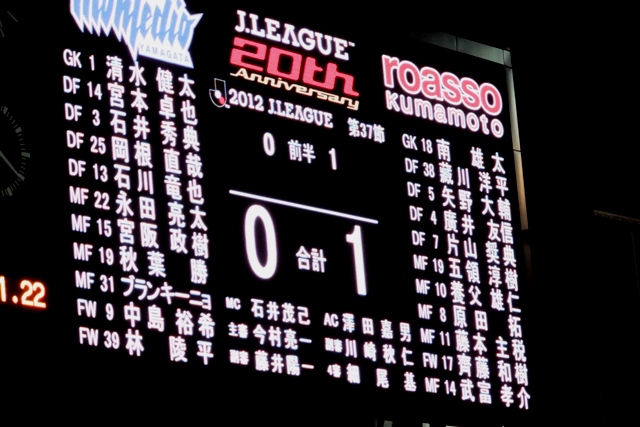 Montedio
YAMAGATA
GK 1 清水 健太
DF 14 宮本 卓也
DF 3 石井 秀典
DF 25 岡根 直哉
DF 13 石川 竜也
MF 22 永田 亮太
MF 15 宮阪 政樹
MF 19 秋葉 勝
MF 31 ブランキーニョ
FW 9 中島 裕希
FW 39 林 陵平
J.LEAGUE™
20th
Anniversary
2012 J.LEAGUE 第37節
0 前半 1
0 合計 1
MC 石井茂己
主審 今村亮一
副審 藤井陽一
AC 澤田嘉男
副審 川崎秋仁
4審 細尾基
roasso
kumamoto
GK 18 南 雄太
DF 38 藏川 洋平
DF 5 矢野 大輔
DF 4 廣井 友信
DF 7 片山 奨典
MF 19 五領 淳樹
MF 10 養父 雄仁
MF 8 原田 拓
MF 11 藤本 主税
FW 17 齊藤 和樹
MF 14 武富 孝介
1.22